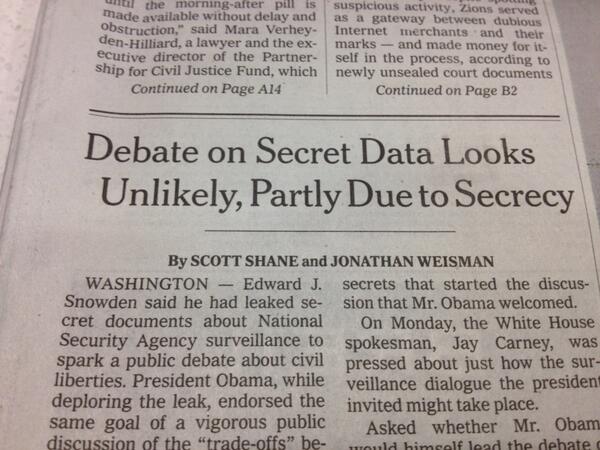 until the morning-after pill is
made available without delay and
obstruction," said Mara Verhey-
den-Hilliard, a lawyer and the ex-
ecutive director of the Partner-
ship for Civil Justice Fund, which
Continued on Page A14
suspicious activity, Zions served
as a gateway between dubious
Internet merchants and their
marks — and made money for it-
self in the process, according to
newly unsealed court documents
Continued on Page B2
Debate on Secret Data Looks
Unlikely, Partly Due to Secrecy
By SCOTT SHANE and JONATHAN WEISMAN
WASHINGTON — Edward J.
Snowden said he had leaked se-
cret documents about National
Security Agency surveillance to
spark a public debate about civil
liberties. President Obama, while
deploring the leak, endorsed the
same goal of a vigorous public
discussion of the "trade-offs" be-
secrets that started the discus-
sion that Mr. Obama welcomed.
On Monday, the White House
spokesman, Jay Carney, was
pressed about just how the sur-
veillance dialogue the president
invited might take place.
Asked whether Mr. Obam
would himself lead the debate